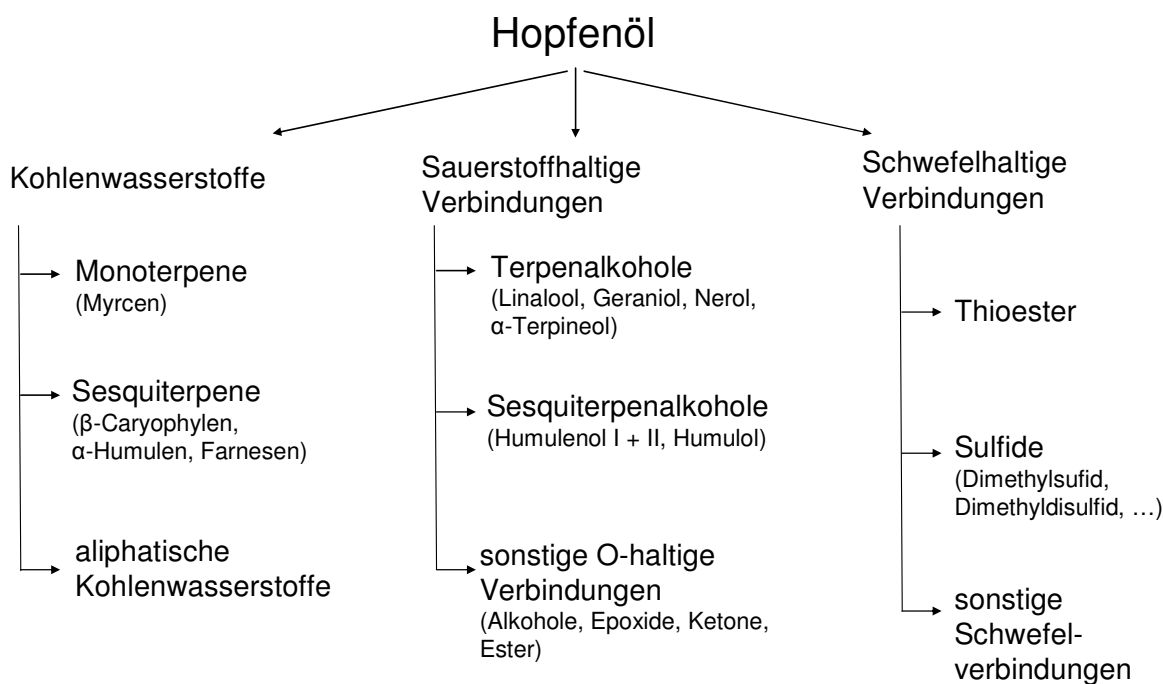 Hopfenöl
Kohlenwasserstoffe
Monoterpene
(Myrcen)
Sesquiterpene
(β-Caryophylen,
α-Humulen, Farnesen)
aliphatische
Kohlenwasserstoffe
Sauerstoffhaltige
Verbindungen
Terpenalkohole
(Linalool, Geraniol, Nerol,
α-Terpineol)
Sesquiterpenalkohole
(Humulenol I + II, Humulol)
sonstige O-haltige
Verbindungen
(Alkohole, Epoxide, Ketone,
Ester)
Schwefelhaltige
Verbindungen
Thioester
Sulfide
(Dimethylsufid,
Dimethyldisulfid, …)
sonstige
Schwefel-
verbindungen